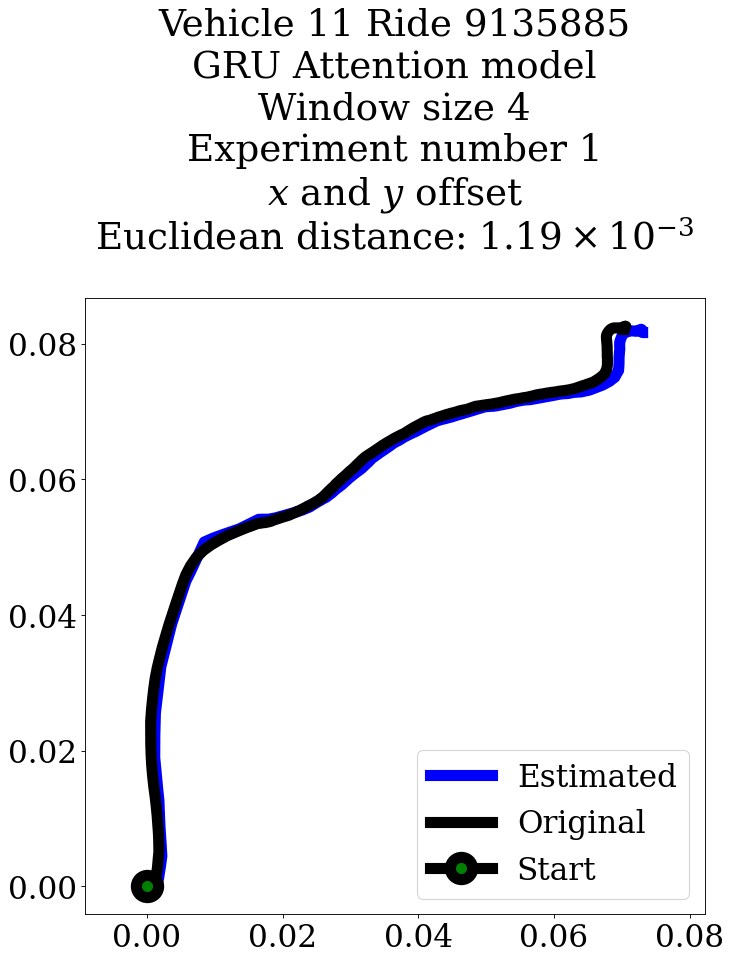 Vehicle 11 Ride 9135885
GRU Attention model
Window size 4
Experiment number 1
x and y offset
Euclidean distance: 1.19 × 10⁻³
0.08
0.06
0.04
0.02
0.00
Estimated
Original
Start
0.00 0.02 0.04 0.06 0.08